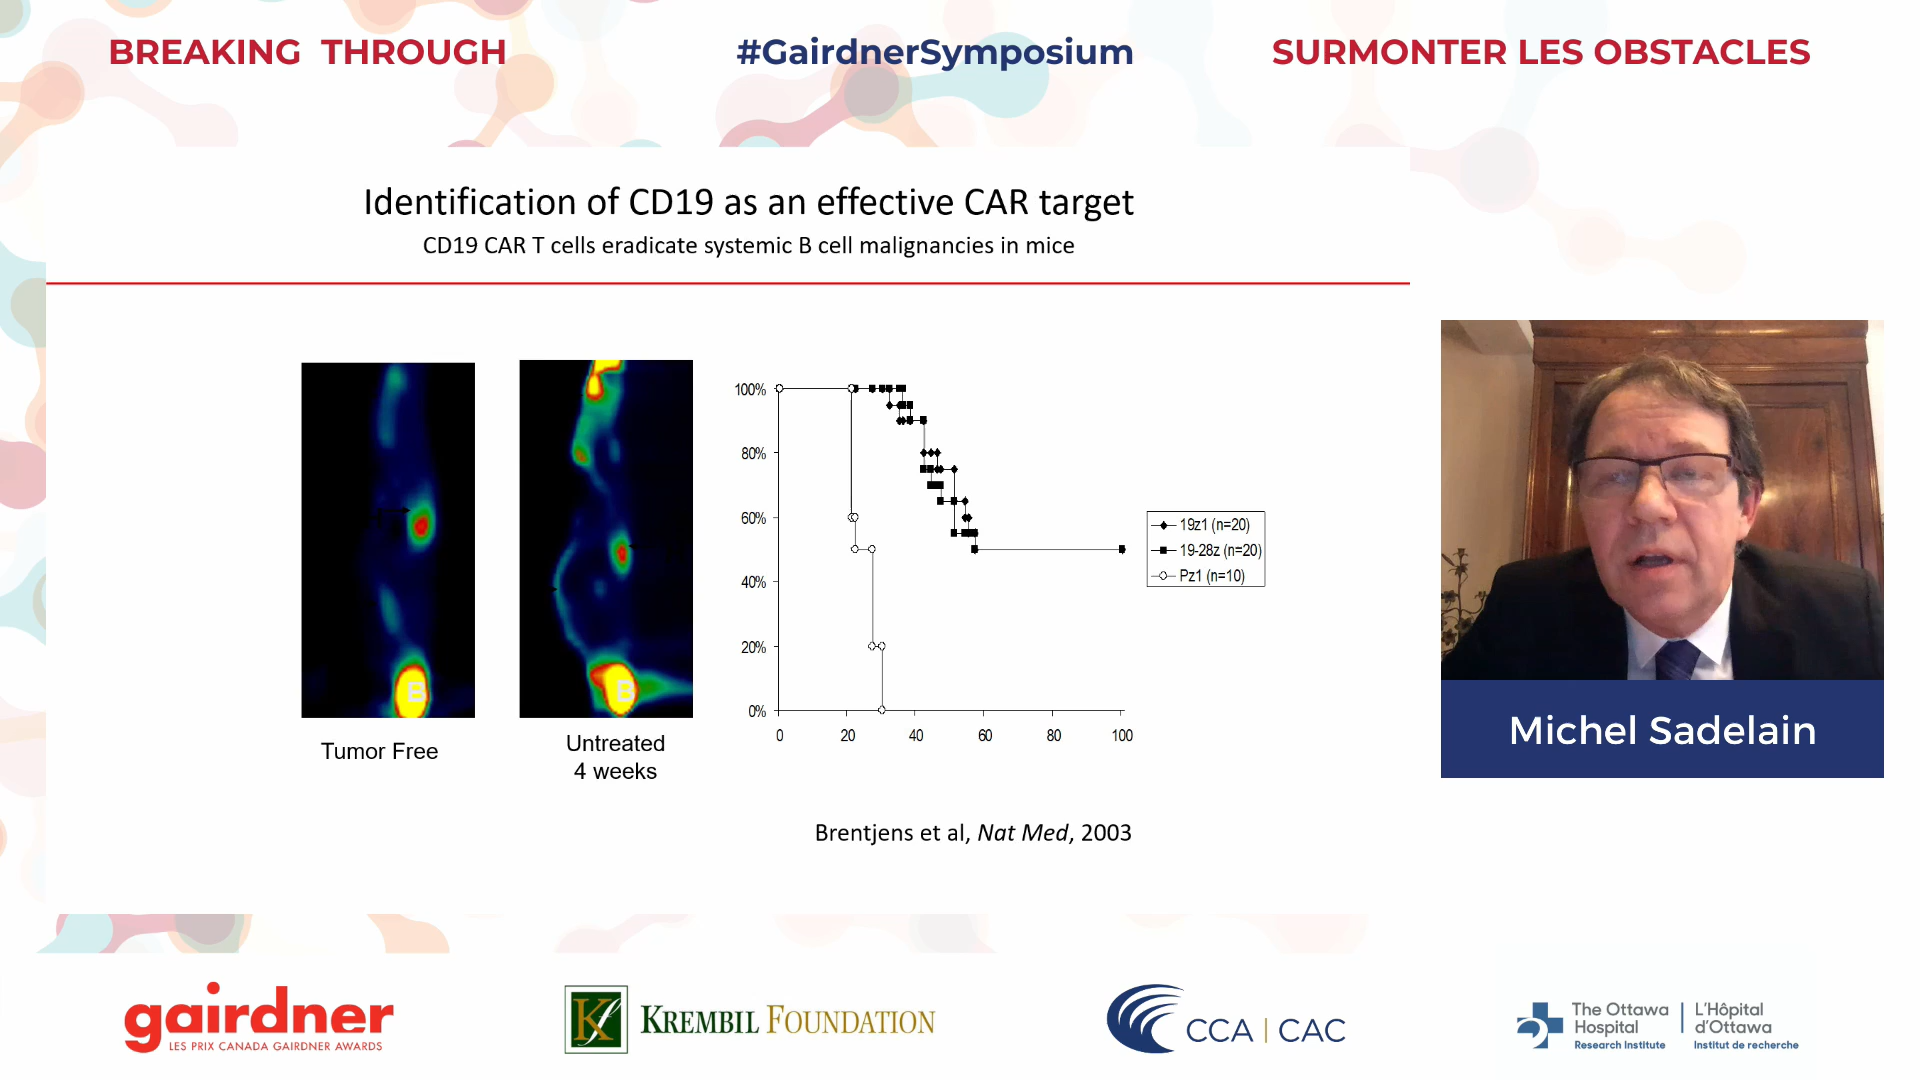 BREAKING THROUGH
#GairdnerSymposium
SURMONTER LES OBSTACLES
Identification of CD19 as an effective CAR target
CD19 CAR T cells eradicate systemic B cell malignancies in mice
B
Tumor Free
B
Untreated
4 weeks
100%
80%
60%
40%
20%
0%
0 20 40 60 80 100
19z1 (n=20)
19-28z (n=20)
Pz1 (n=10)
Brentjens et al, Nat Med, 2003
Michel Sadelain
gairdner
LES PRIX CANADA GAIRDNER AWARDS
Kf
KREMBIL FOUNDATION
CCA | CAC
The Ottawa
Hospital
Research Institute
L'Hôpital
d'Ottawa
Institut de recherche